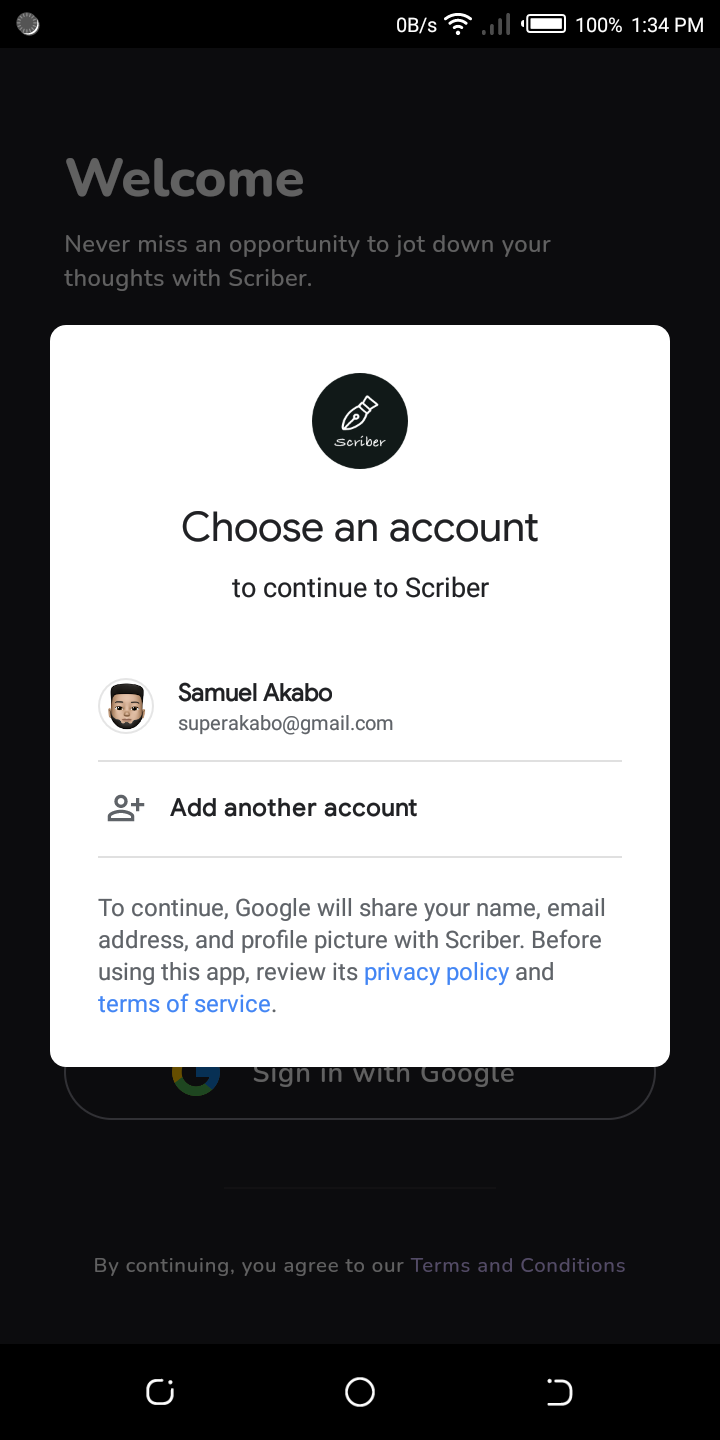 0B/s 100% 1:34 PM
Welcome
Never miss an opportunity to jot down your
thoughts with Scriber.
Scriber
Choose an account
to continue to Scriber
Samuel Akabo
superakabo@gmail.com
Add another account
To continue, Google will share your name, email
address, and profile picture with Scriber. Before
using this app, review its privacy policy and
terms of service.
Sign in with Google
By continuing, you agree to our Terms and Conditions